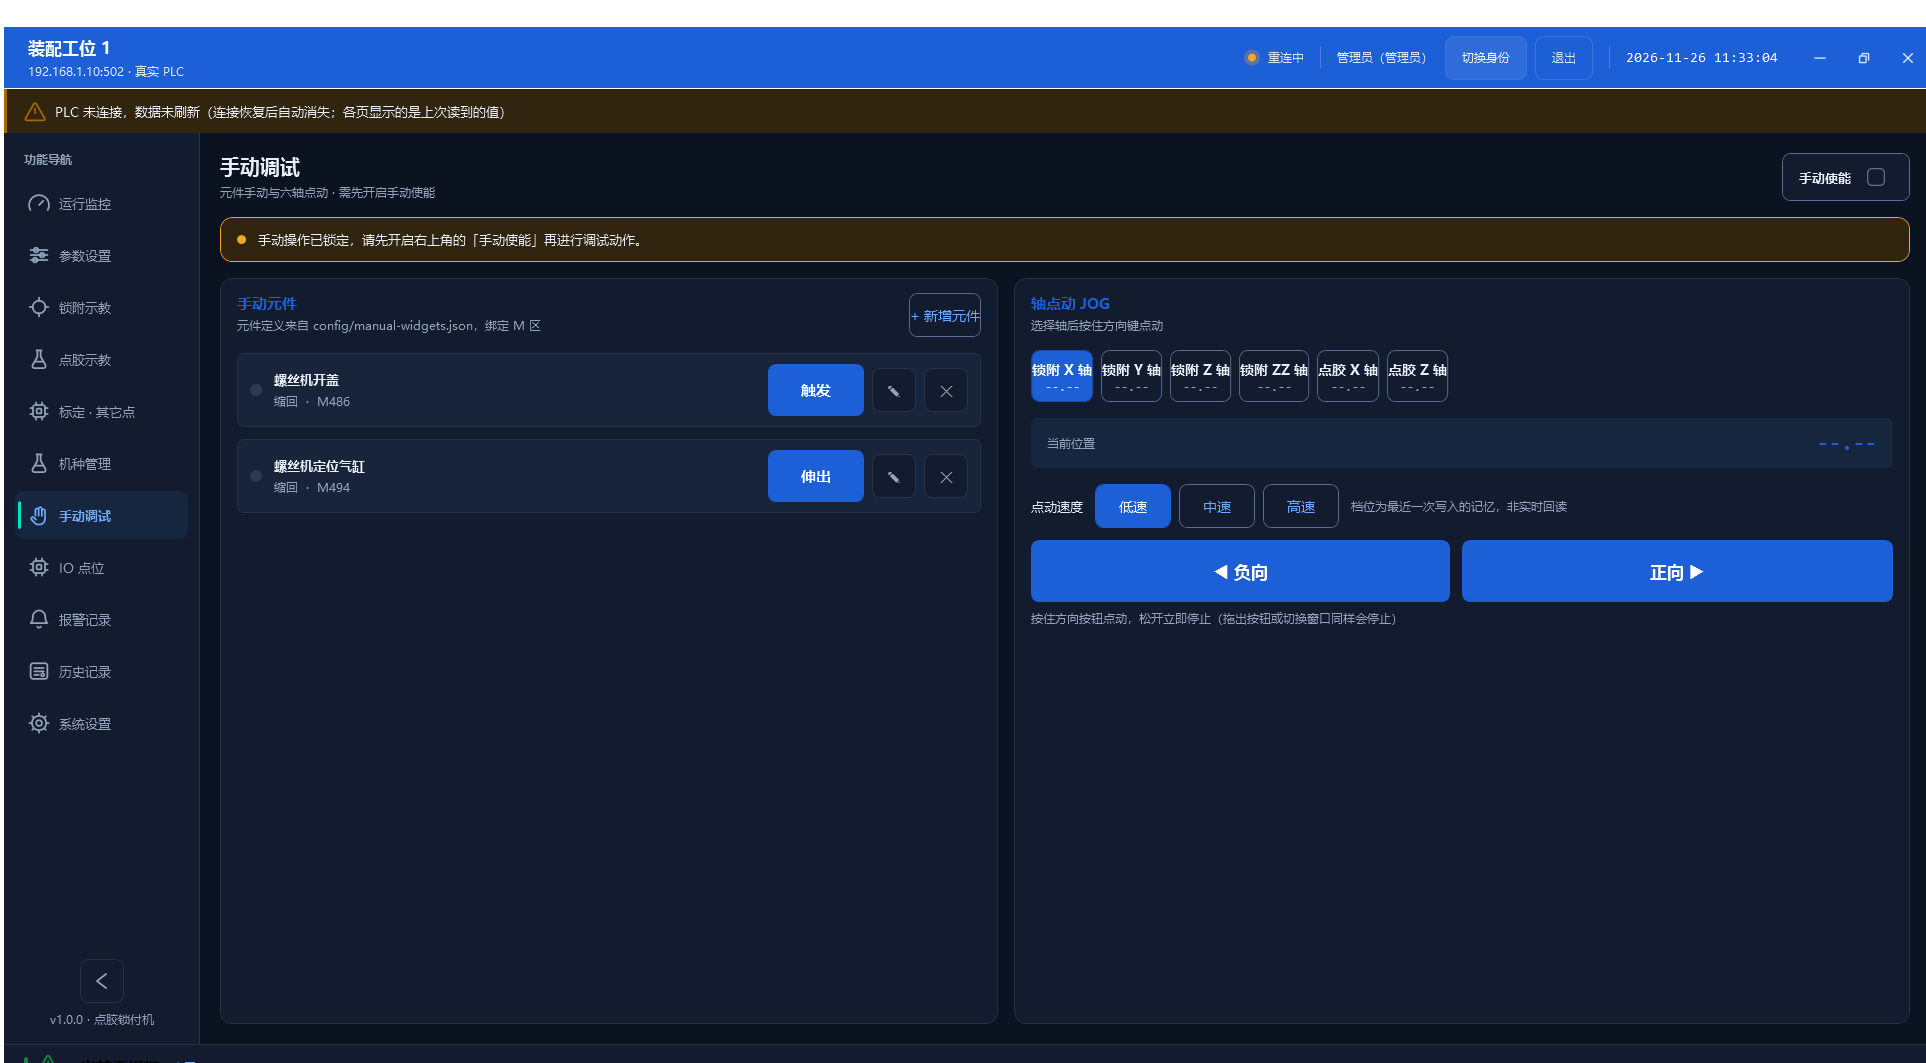 装配工位 1
192.168.1.10:502 · 真实 PLC
重连中
管理员（管理员）
切换身份
退出
2026-11-26 11:33:04
PLC 未连接，数据未刷新（连接恢复后自动消失；各页显示的是上次读到的值）
功能导航
运行监控
参数设置
锁附示教
点胶示教
标定 · 其它点
机种管理
手动调试
IO 点位
报警记录
历史记录
系统设置
v1.0.0 · 点胶锁付机
手动调试
元件手动与六轴点动 · 需先开启手动使能
手动使能
手动操作已锁定，请先开启右上角的「手动使能」再进行调试动作。
手动元件
元件定义来自 config/manual-widgets.json，绑定 M 区
+ 新增元件
螺丝机开盖
缩回 · M486
触发
螺丝机定位气缸
缩回 · M494
伸出
轴点动 JOG
选择轴后按住方向键点动
锁附 X 轴
--.--
锁附 Y 轴
--.--
锁附 Z 轴
--.--
锁附 ZZ 轴
--.--
点胶 X 轴
--.--
点胶 Z 轴
--.--
当前位置
--.--
点动速度
低速
中速
高速
档位为最近一次写入的记忆，非实时回读
◀ 负向
正向 ▶
按住方向按钮点动，松开立即停止（拖出按钮或切换窗口同样会停止）